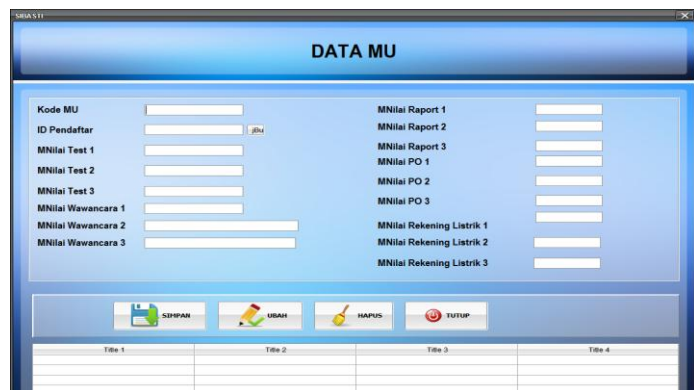 SIBASTI
DATA MU
Kode MU
ID Pendaftar
MNilai Test 1
MNilai Test 2
MNilai Test 3
MNilai Wawancara 1
MNilai Wawancara 2
MNilai Wawancara 3
MNilai Raport 1
MNilai Raport 2
MNilai Raport 3
MNilai PO 1
MNilai PO 2
MNilai PO 3
MNilai Rekening Listrik 1
MNilai Rekening Listrik 2
MNilai Rekening Listrik 3
SIMPAN UBAH HAPUS TUTUP
Title 1 Title 2 Title 3 Title 4